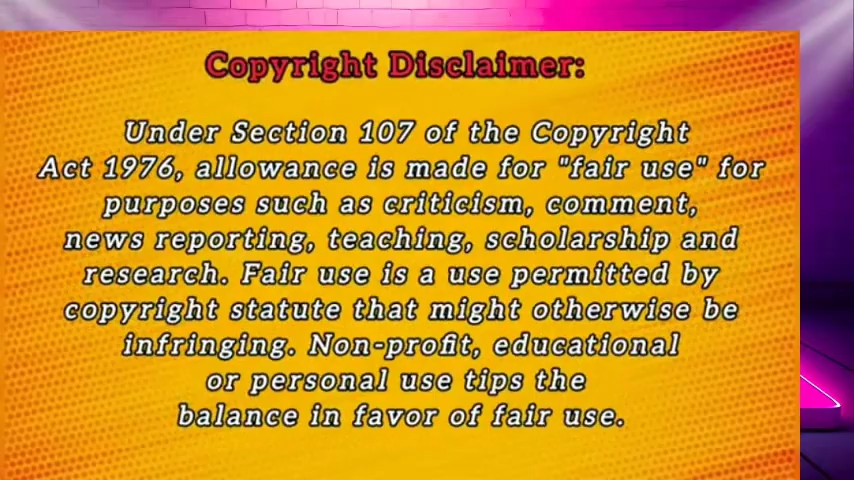 Copyright Disclaimer:
Under Section 107 of the Copyright
Act 1976, allowance is made for "fair use" for
purposes such as criticism, comment,
news reporting, teaching, scholarship and
research. Fair use is a use permitted by
copyright statute that might otherwise be
infringing. Non-profit, educational
or personal use tips the
balance in favor of fair use.